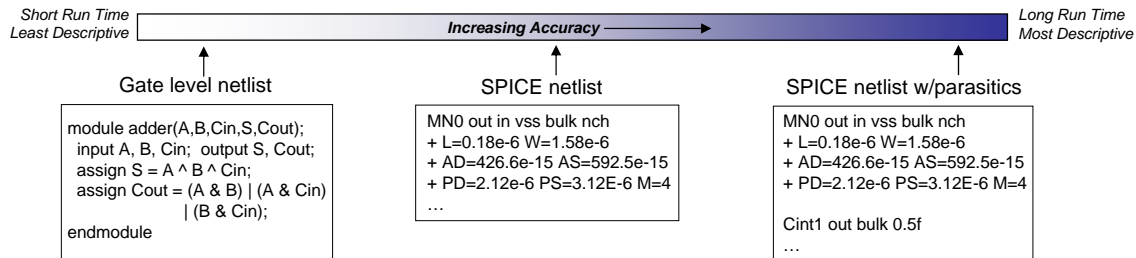 Short Run Time
Least Descriptive
Increasing Accuracy
Long Run Time
Most Descriptive
Gate level netlist
module adder(A,B,Cin,S,Cout);
input A, B, Cin; output S, Cout;
assign S = A ^ B ^ Cin;
assign Cout = (A & B) | (A & Cin)
| (B & Cin);
endmodule
SPICE netlist
MN0 out in vss bulk nch
+ L=0.18e-6 W=1.58e-6
+ AD=426.6e-15 AS=592.5e-15
+ PD=2.12e-6 PS=3.12E-6 M=4
…
SPICE netlist w/parasitics
MN0 out in vss bulk nch
+ L=0.18e-6 W=1.58e-6
+ AD=426.6e-15 AS=592.5e-15
+ PD=2.12e-6 PS=3.12E-6 M=4
Cint1 out bulk 0.5f
…